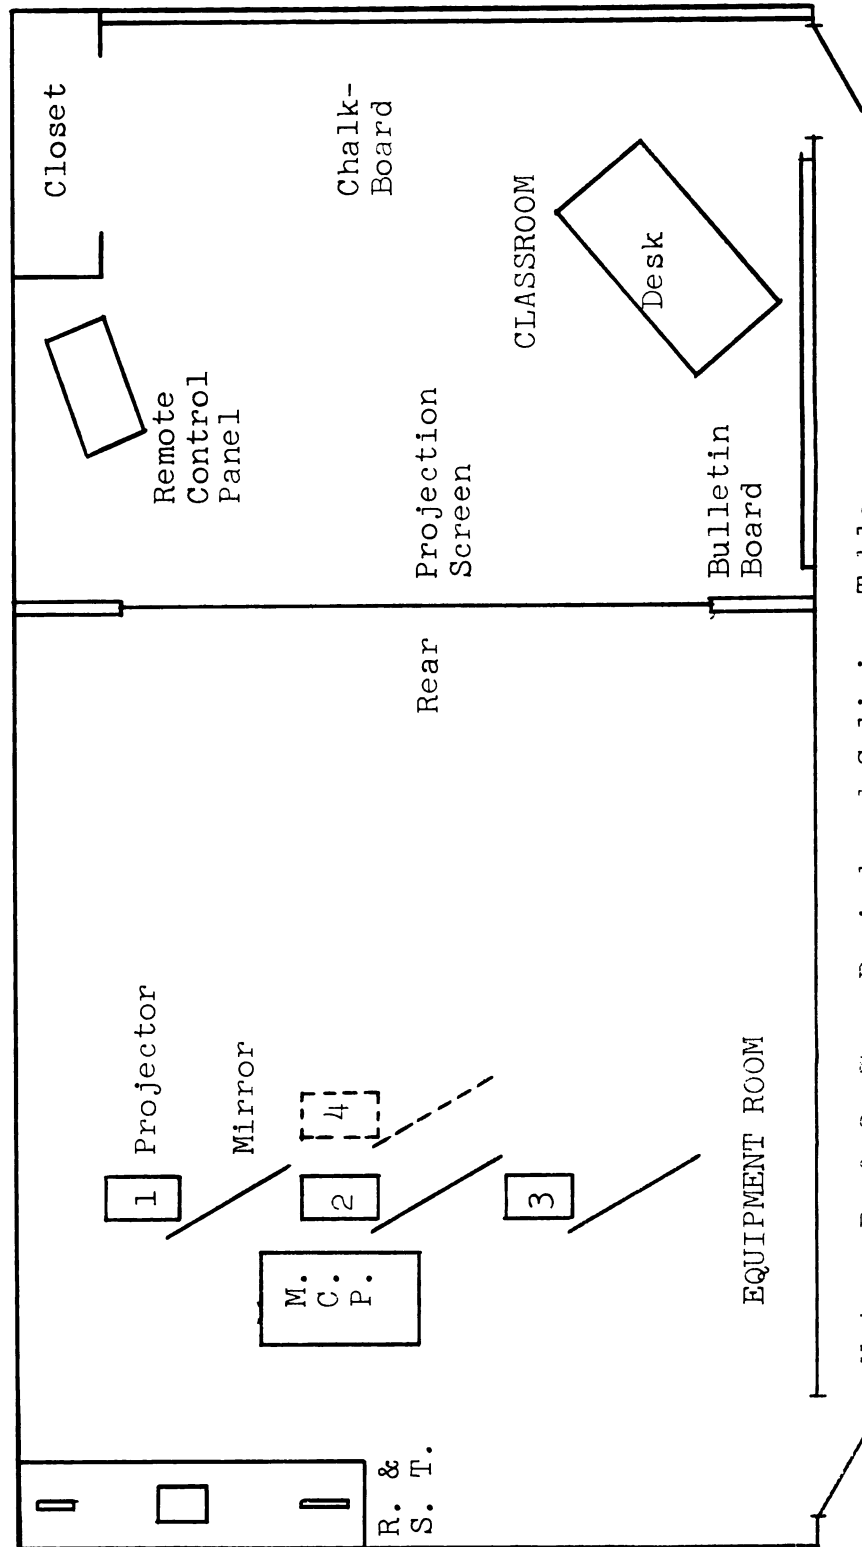 Closet
Chalk-
Board
CLASSROOM
Desk
Remote
Control
Panel
Projection
Screen
Bulletin
Board
Rear
Projector
Mirror
1
2
3
4
M.
C.
P.
EQUIPMENT ROOM
R. &
S. T.